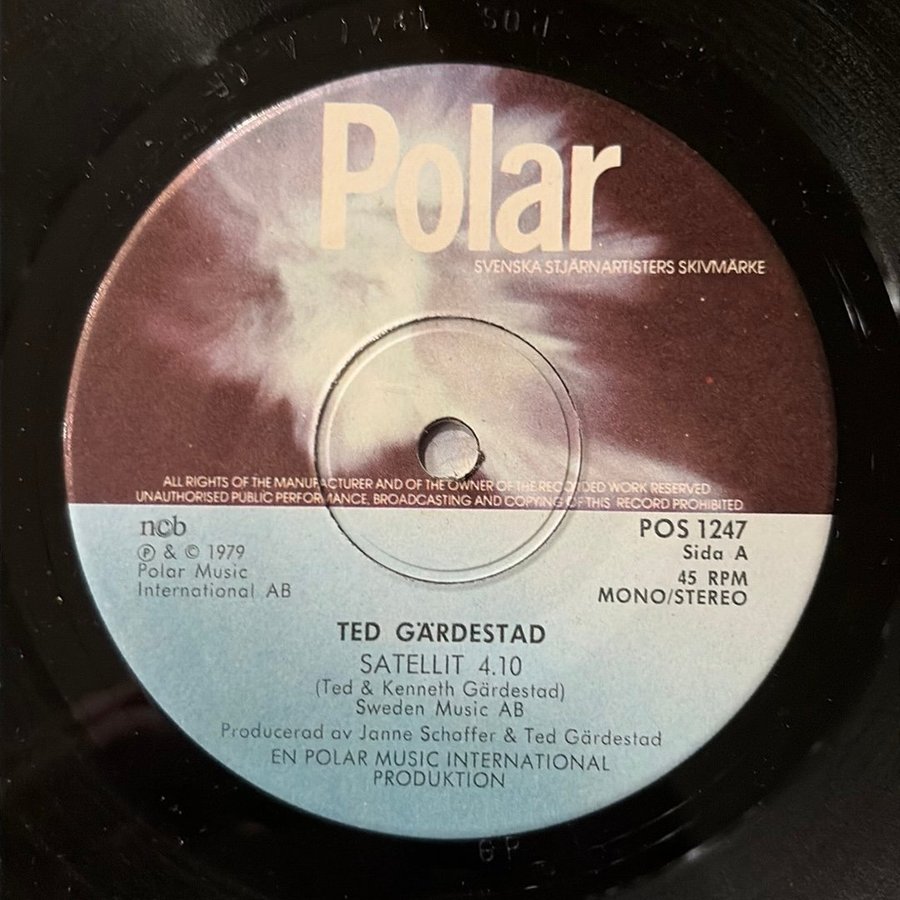 Polar
SVENSKA STJÄRNARTISTERS SKIVMÄRKE
ALL RIGHTS OF THE MANUFACTURER AND OF THE OWNER OF THE RECORDED WORK RESERVED
UNAUTHORISED PUBLIC PERFORMANCE, BROADCASTING AND COPYING OF THIS RECORD PROHIBITED
ncb
Ⓟ & © 1979
Polar Music
International AB
POS 1247
Sida A
45 RPM
MONO/STEREO
TED GÄRDESTAD
SATELLIT 4.10
(Ted & Kenneth Gärdestad)
Sweden Music AB
Producerad av Janne Schaffer & Ted Gärdestad
EN POLAR MUSIC INTERNATIONAL
PRODUKTION